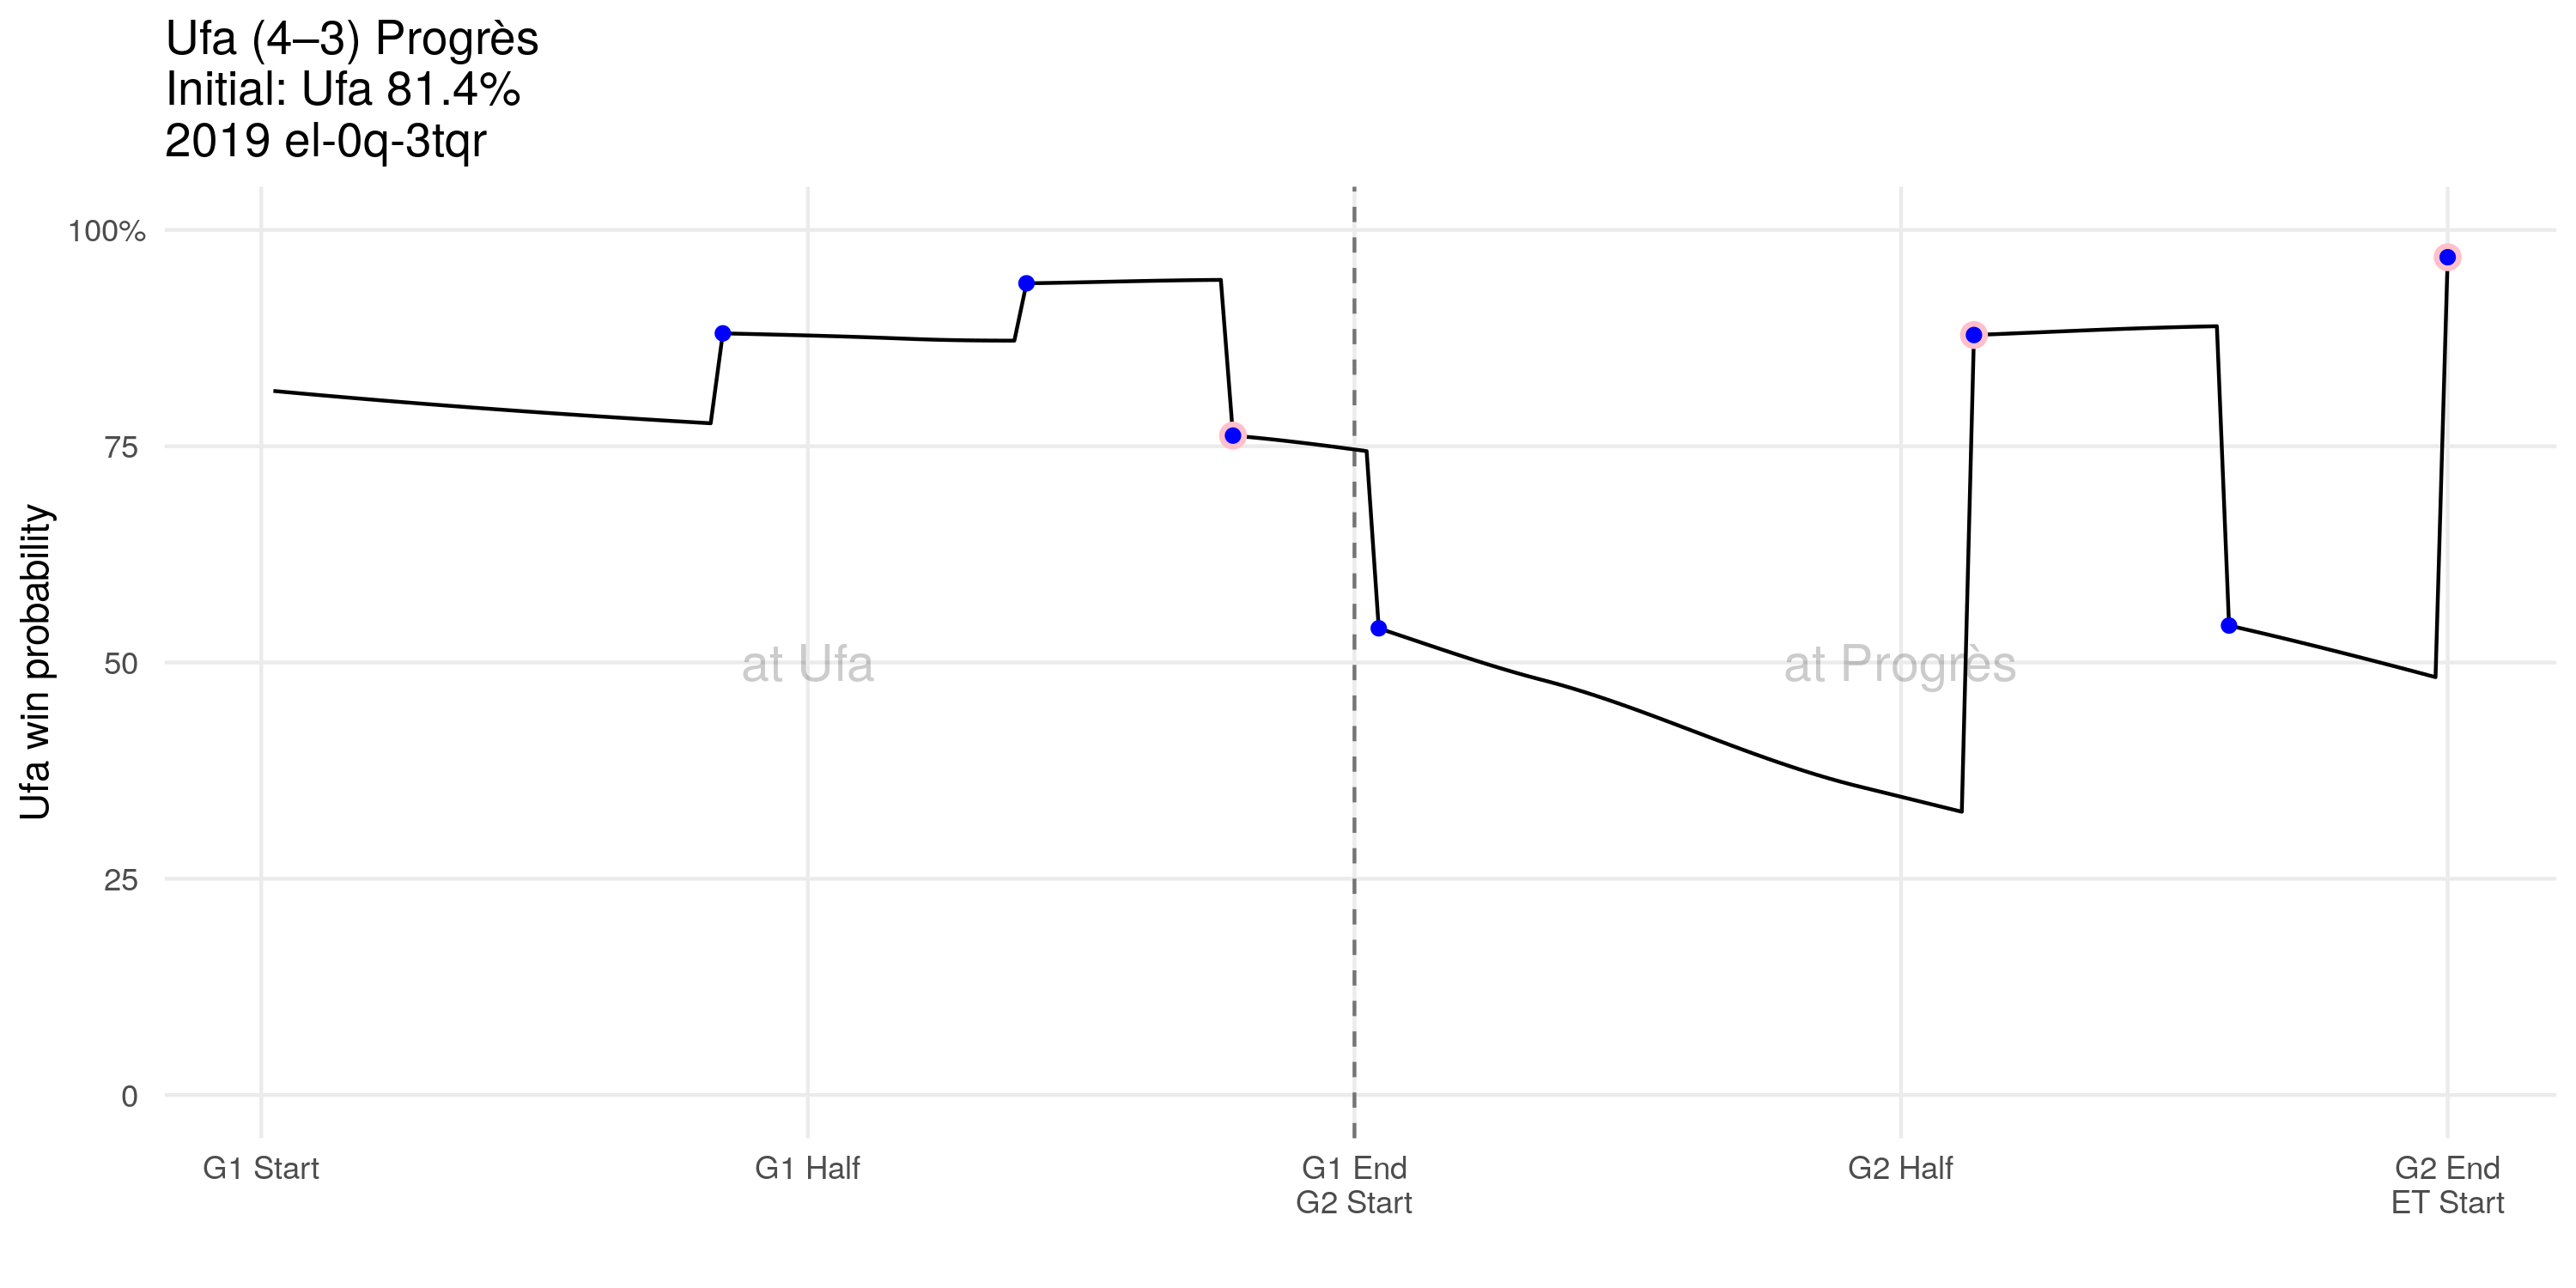 Ufa (4–3) Progrès
Initial: Ufa 81.4%
2019 el-0q-3tqr
Ufa win probability
100%
75
50
25
0
at Ufa
at Progrès
G1 Start
G1 Half
G1 End
G2 Start
G2 Half
G2 End
ET Start